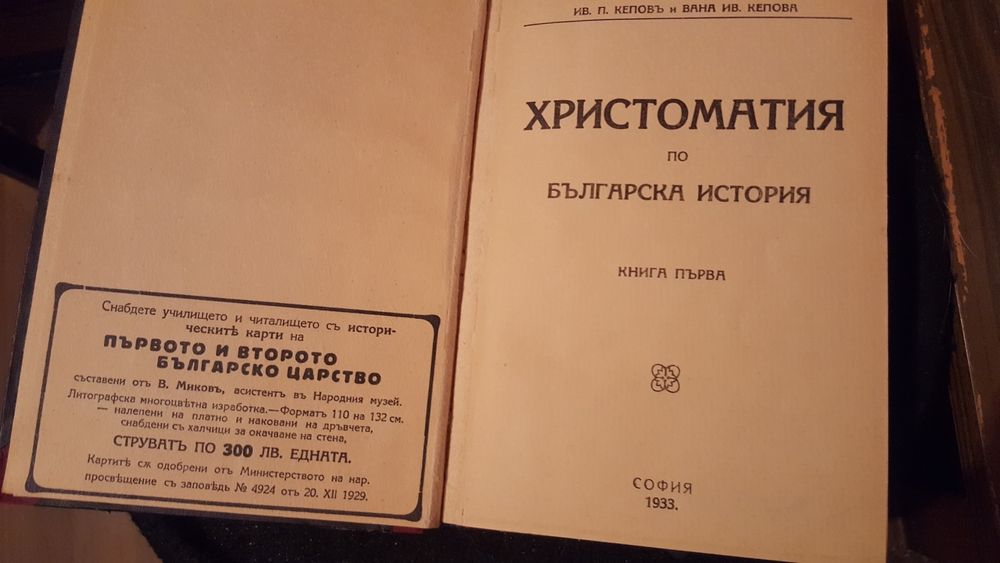 Снабдете училището и читалището съ истори-
ческитѣ карти на
ПЪРВОТО И ВТОРОТО
БЪЛГАРСКО ЦАРСТВО
съставени отъ В. Миковъ, асистентъ въ Народния музей.
Литографска многоцвѣтна изработка.—Форматъ 110 на 132 см.
— налепени на платно и наковани на дръвчета,
снабдени съ халчици за окачване на стена,
СТРУВАТЪ ПО 300 ЛВ. ЕДНАТА.
Картитѣ сѫ одобрени отъ Министерството на нар.
просвѣщение съ заповѣдь № 4924 отъ 20. XII 1929.
ИВ. П. КЕПОВЪ и ВАНА ИВ. КЕПОВА
ХРИСТОМАТИЯ
ПО
БЪЛГАРСКА ИСТОРИЯ
КНИГА ПЪРВА
СОФИЯ
1933.